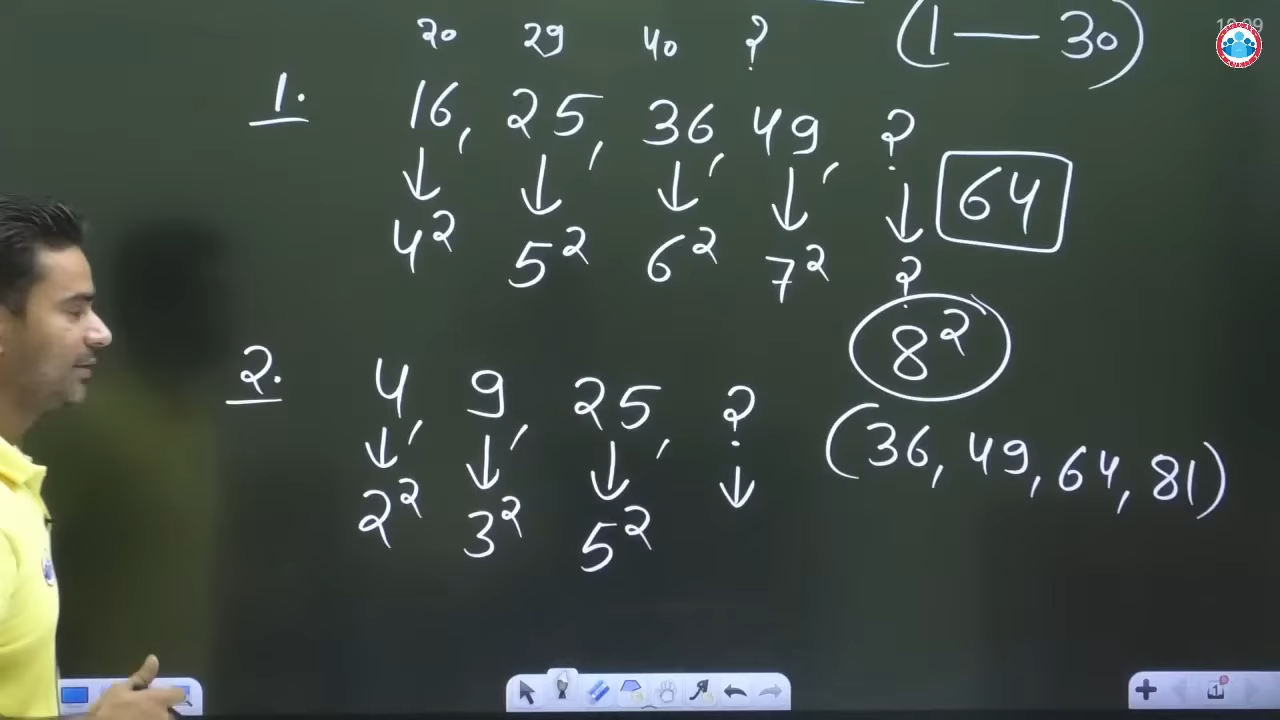 20 29 40 ? (1 — 30)
1. 16, 25, 36, 49, ? 64
↓ ↓ ↓ ↓ ↓
4² 5² 6² 7² ?
8²
2. 4, 9, 25, ? (36, 49, 64, 81)
↓ ↓ ↓ ↓
2² 3² 5²
1